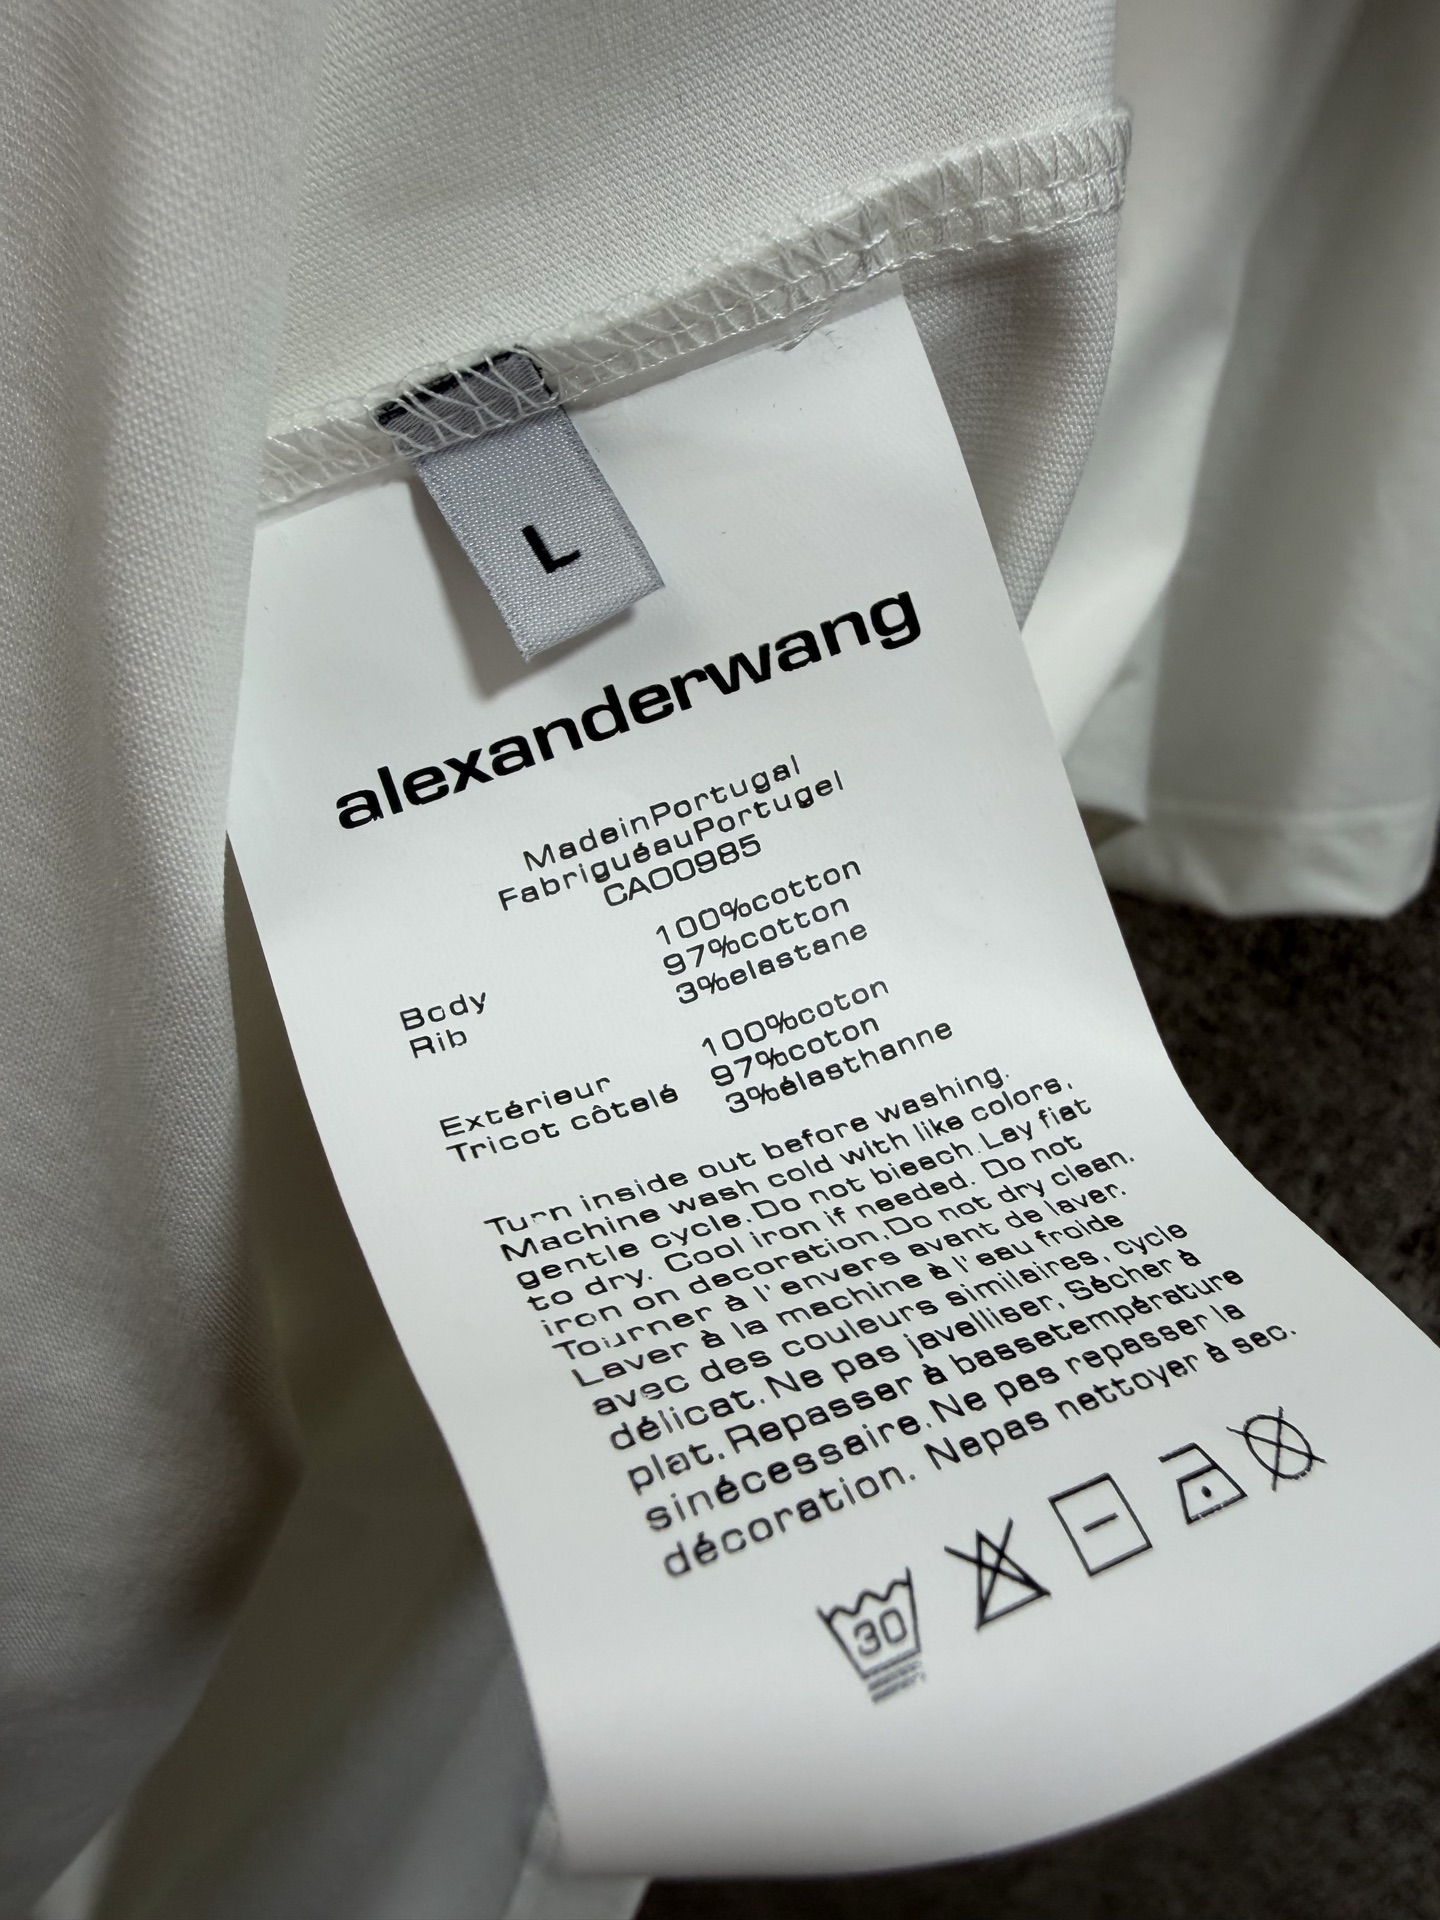 L
alexanderwang
MadeinPortugal
FabriguéauPortugel
CA00985
100%cotton
97%cotton
3%elastane
Body
Rib
100%coton
97%coton
3%élasthanne
Extérieur
Tricot côtelé
Turn inside out before washing.
Machine wash cold with like colors,
gentle cycle.Do not bieach.Lay fiat
to dry. Cool iron if needed. Do not
iron on decoration.Do not dry clean.
Tourner à l'envers avant de laver.
Laver à la machine à l'eau froide
avec des couleurs similaires, cycle
délicat.Ne pas javelliser, Sécher à
plat.Repasser à bassetempérature
sinécessaire.Ne pas repasser la
décoration. Nepas nettoyer à sec.
30